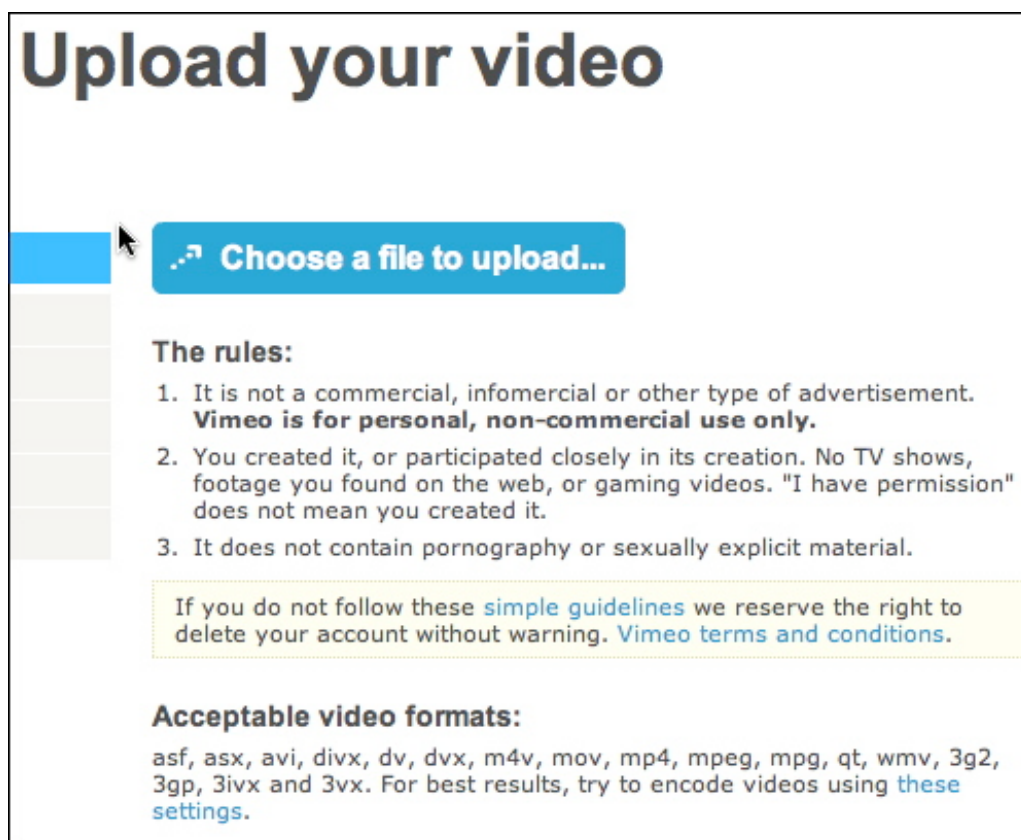 Upload your video
Choose a file to upload...
The rules:
1. It is not a commercial, infomercial or other type of advertisement.
Vimeo is for personal, non-commercial use only.
2. You created it, or participated closely in its creation. No TV shows,
footage you found on the web, or gaming videos. "I have permission"
does not mean you created it.
3. It does not contain pornography or sexually explicit material.
If you do not follow these simple guidelines we reserve the right to
delete your account without warning. Vimeo terms and conditions.
Acceptable video formats:
asf, asx, avi, divx, dv, dvx, m4v, mov, mp4, mpeg, mpg, qt, wmv, 3g2,
3gp, 3ivx and 3vx. For best results, try to encode videos using these
settings.